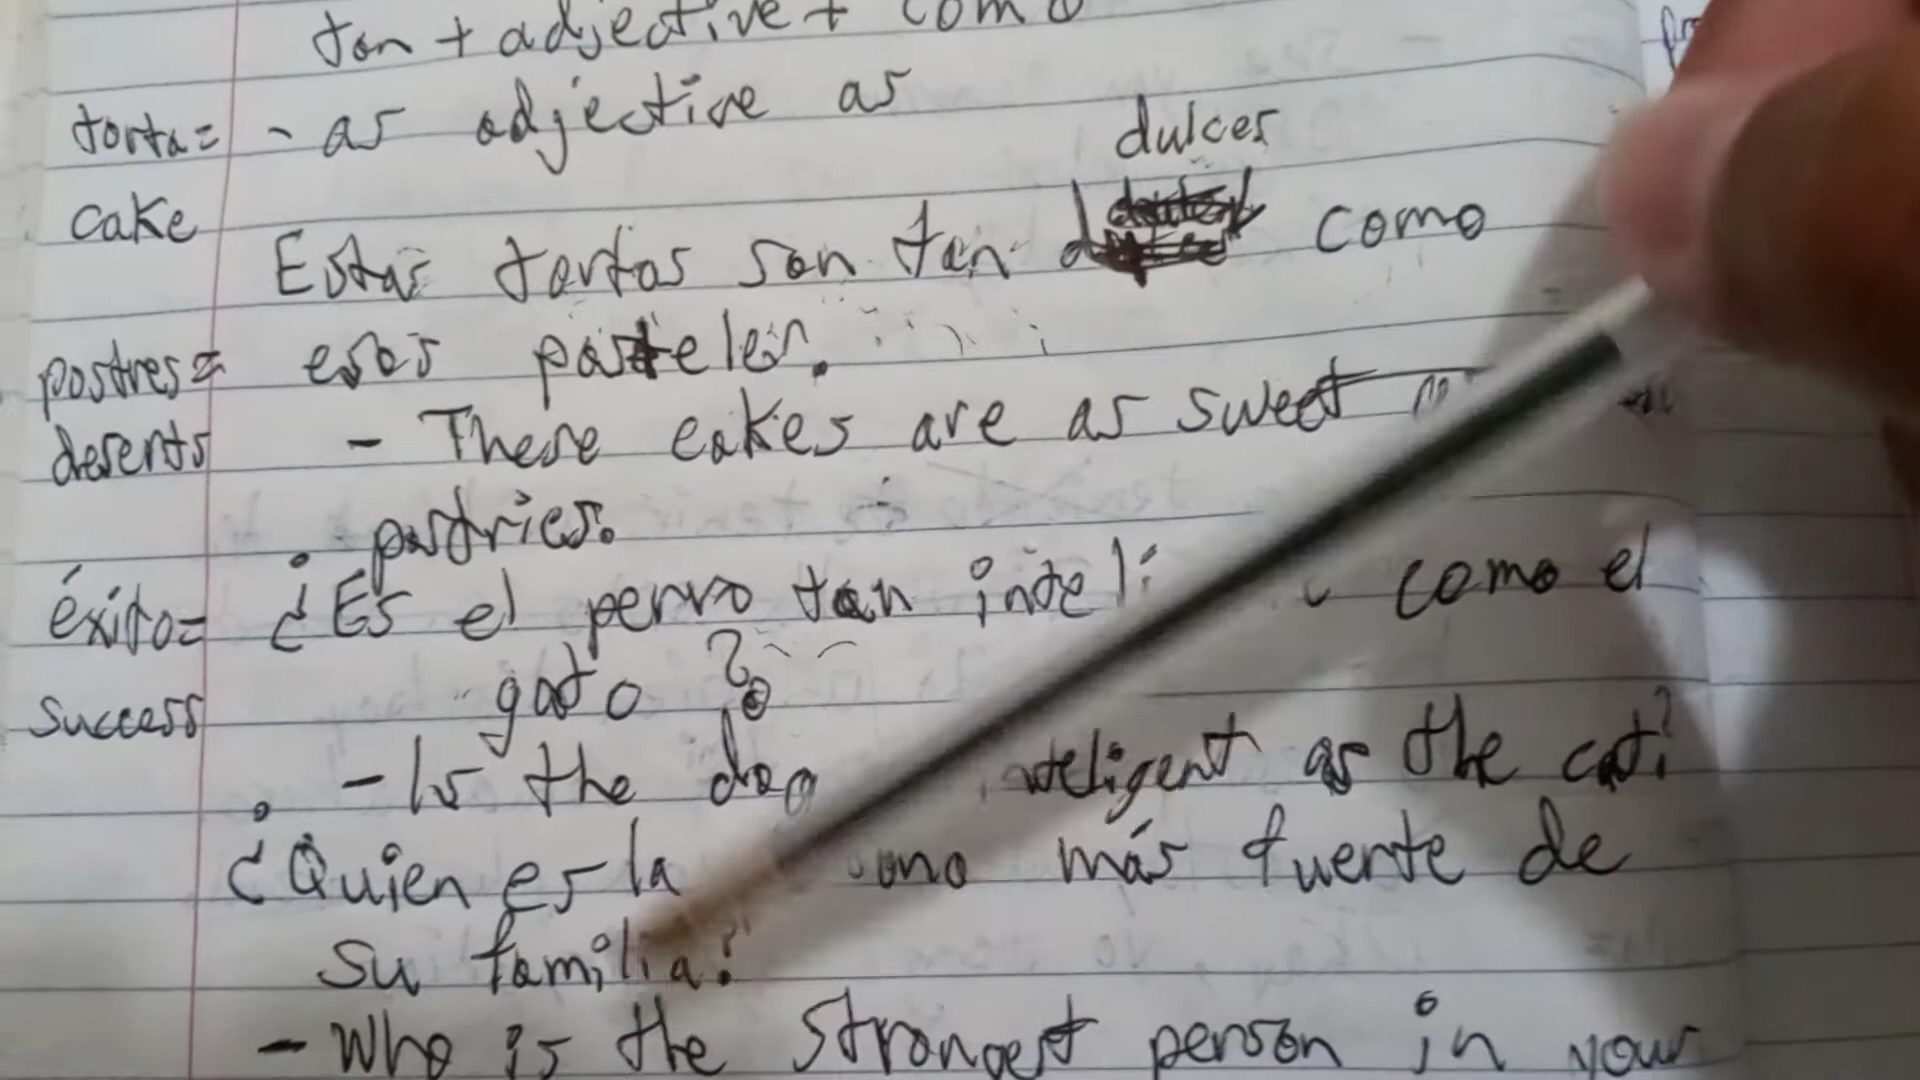 tan + adjective + como
torta = - as adjective as
dulces
cake
Estas tortas son tan como
postres = esos pasteles.
deserts - These cakes are as sweet
pastries.
éxito = ¿Es el perro tan como el
success gato?
- Is the dog as the cat?
¿Quien es la más fuerte de
su familia?
- Who is the strongest person in your